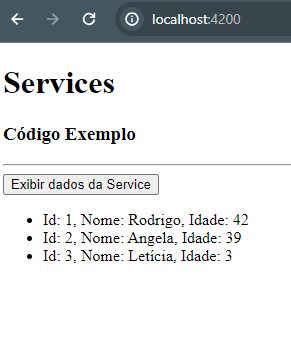 localhost:4200
Services
Código Exemplo
Exibir dados da Service
Id: 1, Nome: Rodrigo, Idade: 42
Id: 2, Nome: Angela, Idade: 39
Id: 3, Nome: Letícia, Idade: 3